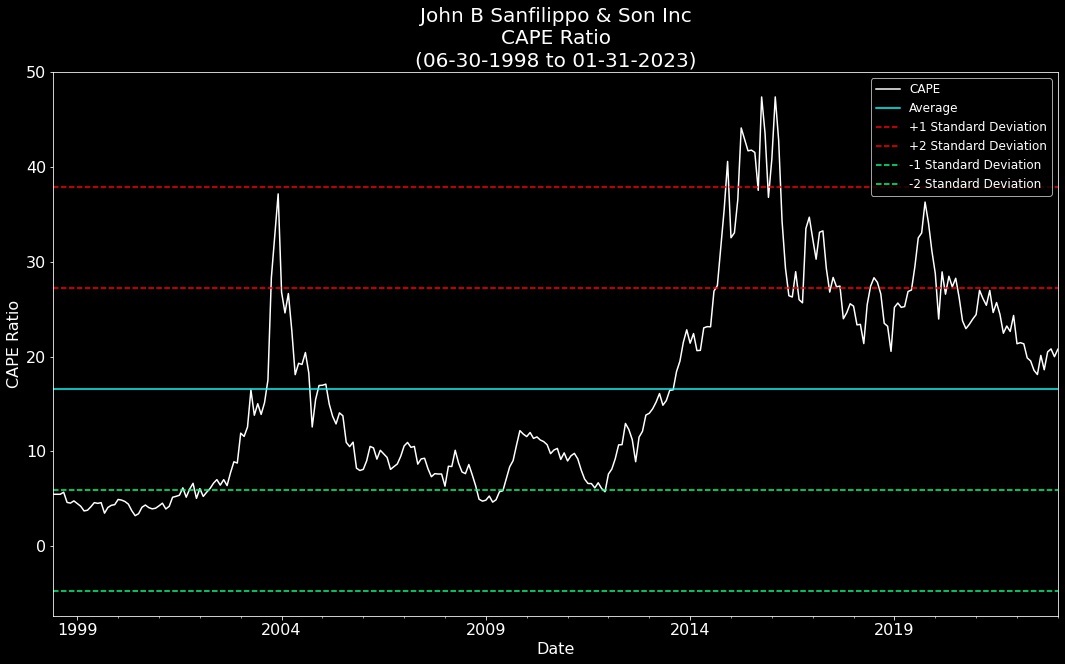 John B Sanfilippo & Son Inc
CAPE Ratio
(06-30-1998 to 01-31-2023)
CAPE
Average
+1 Standard Deviation
+2 Standard Deviation
-1 Standard Deviation
-2 Standard Deviation
50
40
30
20
10
0
CAPE Ratio
1999 2004 2009 2014 2019
Date